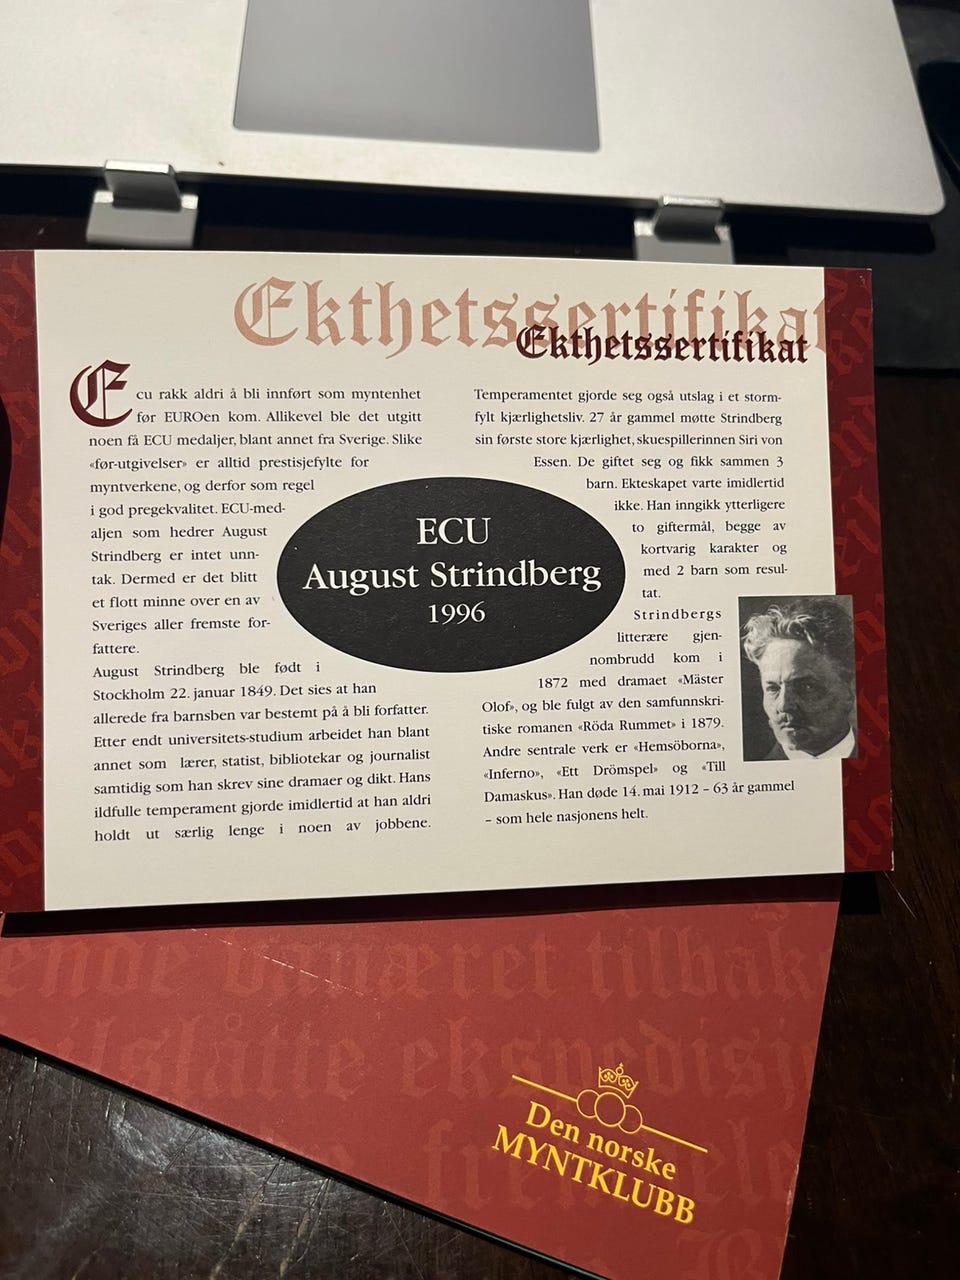 Ekthetssertifikat
Ekthetssertifikat
Ecu rakk aldri å bli innført som myntenhet
før EUROen kom. Allikevel ble det utgitt
noen få ECU medaljer, blant annet fra Sverige. Slike
«før-utgivelser» er alltid prestisjefylte for
myntverkene, og derfor som regel
i god pregekvalitet. ECU-med-
aljen som hedrer August
Strindberg er intet unn-
tak. Dermed er det blitt
et flott minne over en av
Sveriges aller fremste for-
fattere.
August Strindberg ble født i
Stockholm 22. januar 1849. Det sies at han
allerede fra barnsben var bestemt på å bli forfatter.
Etter endt universitets-studium arbeidet han blant
annet som lærer, statist, bibliotekar og journalist
samtidig som han skrev sine dramaer og dikt. Hans
ildfulle temperament gjorde imidlertid at han aldri
holdt ut særlig lenge i noen av jobbene.
ECU
August Strindberg
1996
Temperamentet gjorde seg også utslag i et storm-
fylt kjærlighetsliv. 27 år gammel møtte Strindberg
sin første store kjærlighet, skuespillerinnen Siri von
Essen. De giftet seg og fikk sammen 3
barn. Ekteskapet varte imidlertid
ikke. Han inngikk ytterligere
to giftermål, begge av
kortvarig karakter og
med 2 barn som resul-
tat.
Strindbergs
litterære gjen-
nombrudd kom i
1872 med dramaet «Mäster
Olof», og ble fulgt av den samfunnskri-
tiske romanen «Röda Rummet» i 1879.
Andre sentrale verk er «Hemsöborna»,
«Inferno», «Ett Drömspel» og «Till
Damaskus». Han døde 14. mai 1912 – 63 år gammel
– som hele nasjonens helt.
vanæret tilbak
ekspedisj
Den norske
MYNTKLUBB